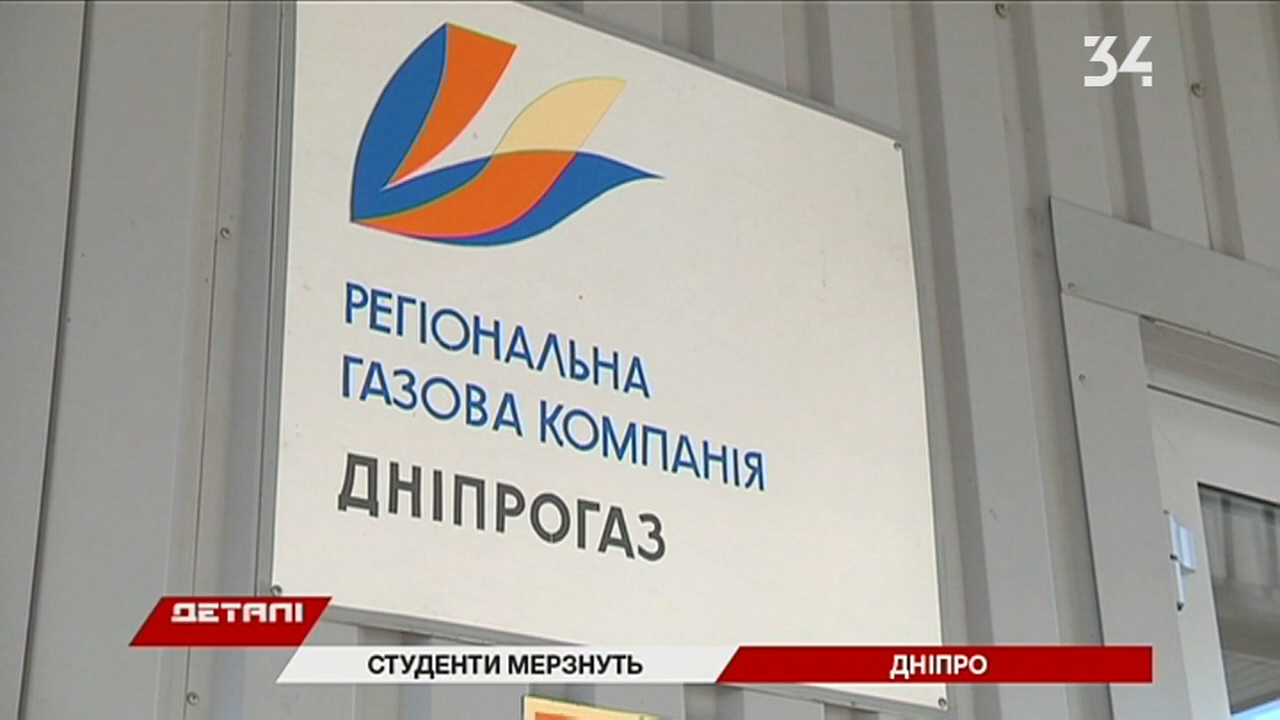 34
РЕГІОНАЛЬНА
ГАЗОВА КОМПАНІЯ
ДНІПРОГАЗ
ДЕТАЛІ
СТУДЕНТИ МЕРЗНУТЬ
ДНІПРО